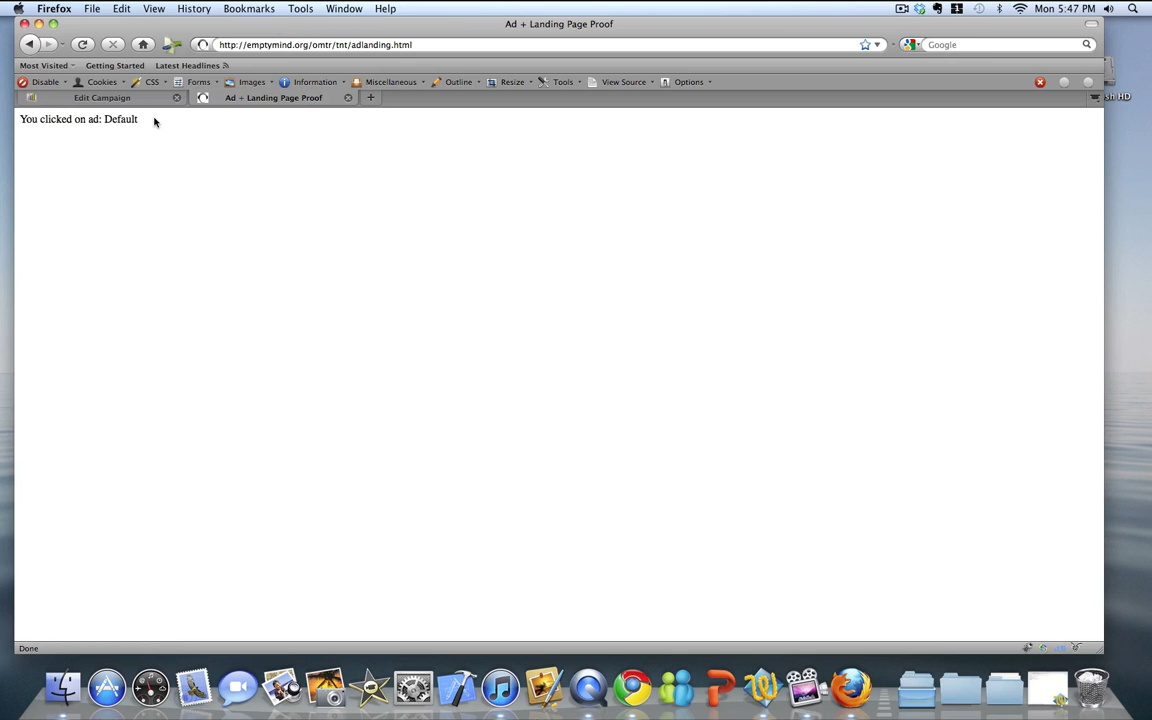 Firefox File Edit View History Bookmarks Tools Window Help Mon 5:47 PM
Ad + Landing Page Proof
http://emptymind.org/omtr/tnt/adlanding.html Google
Most Visited Getting Started Latest Headlines
Disable Cookies CSS Forms Images Information Miscellaneous Outline Resize Tools View Source Options
Edit Campaign Ad + Landing Page Proof sh HD
You clicked on ad: Default
Done